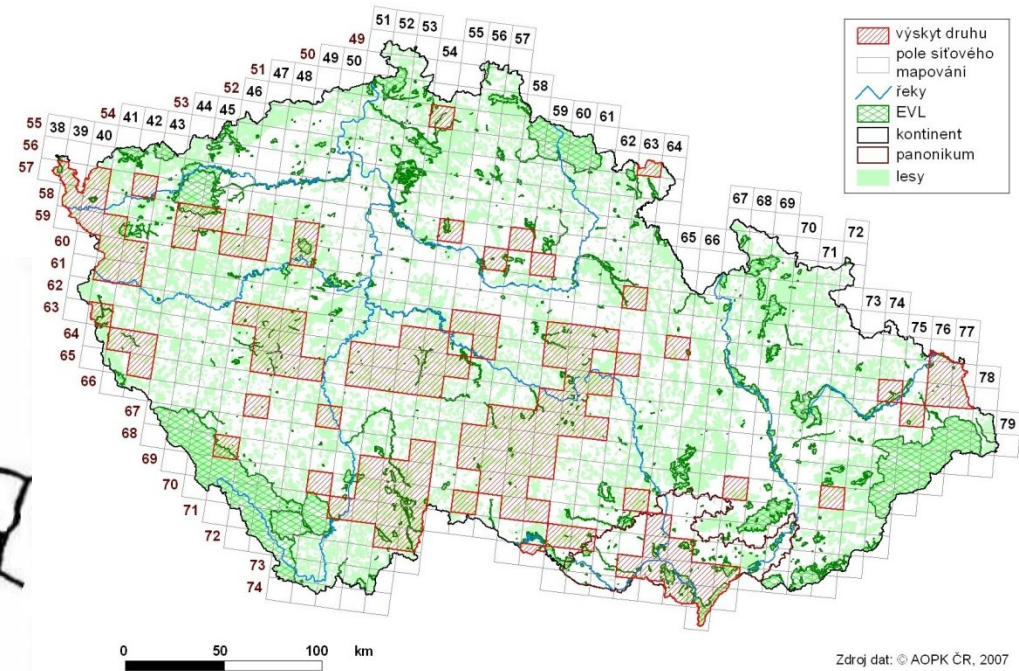 51 52 53
49
54
55 56 57
50 49 50
51 47 48
58
52 46
53 44 45
59 60 61
54 41 42 43
55 38 39 40
56
57
62 63 64
58
59
60
61
62
63
64
65
66
67
68
69
70
71
72
73
74
65 66
67 68 69
70
71
72
73 74
75 76 77
78
79
výskyt druhu
pole síťového
mapování
řeky
EVL
kontinent
panonikum
lesy
0 50 100 km
Zdroj dat: © AOPK ČR, 2007